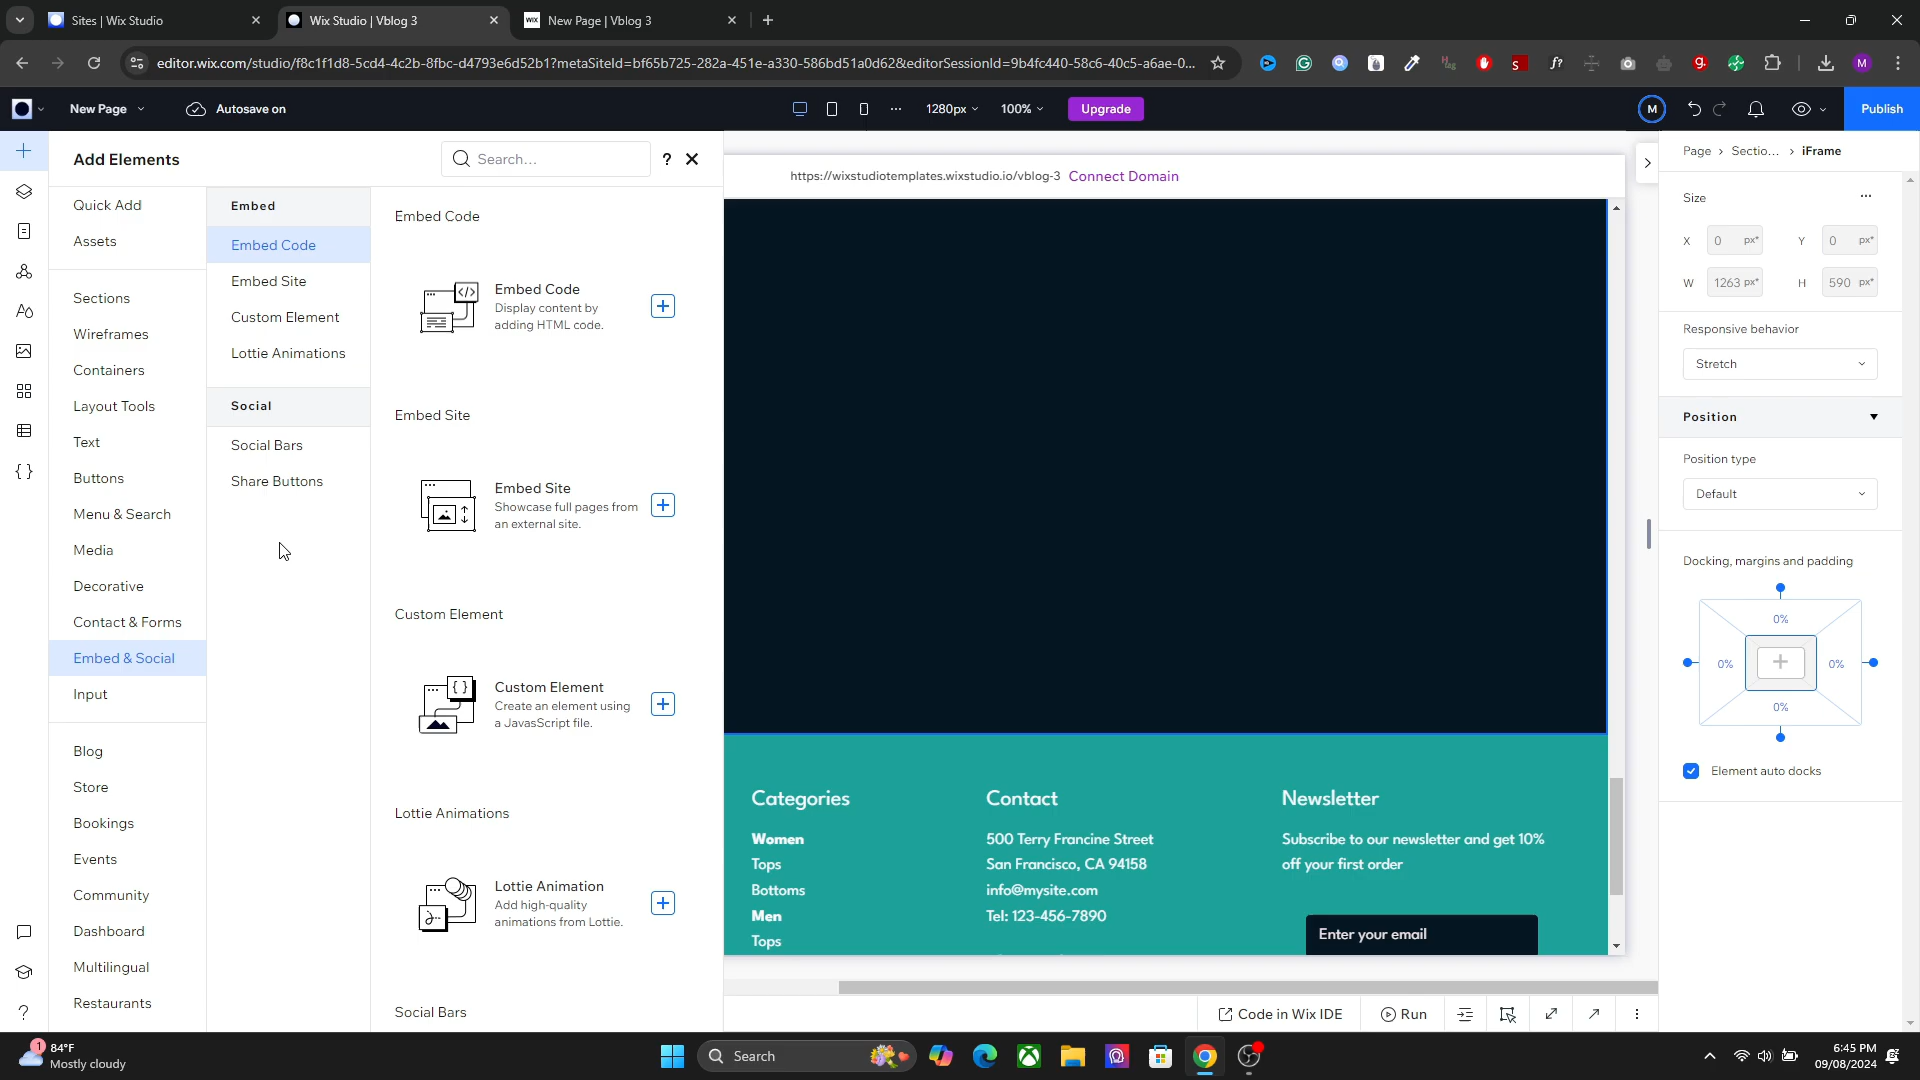 Sites | Wix Studio
Wix Studio | Vblog 3
WIX
New Page | Vblog 3
editor.wix.com/studio/f8c1f1d8-5cd4-4c2b-8fbc-d4793e6d52b1?metaSiteId=bf65b725-282a-451e-a330-586bd51a0d62&editorSessionId=9b4fc440-58c6-40c5-a6ae-0...
New Page
Autosave on
1280px
100%
Upgrade
M
Publish
Add Elements
Search...
?
Quick Add
Assets
Sections
Wireframes
Containers
Layout Tools
Text
Buttons
Menu & Search
Media
Decorative
Contact & Forms
Embed & Social
Input
Blog
Store
Bookings
Events
Community
Dashboard
Multilingual
Restaurants
Embed
Embed Code
Embed Site
Custom Element
Lottie Animations
Social
Social Bars
Share Buttons
Embed Code
Embed Code
Display content by
adding HTML code.
Embed Site
Embed Site
Showcase full pages from
an external site.
Custom Element
Custom Element
Create an element using
a JavaScript file.
Lottie Animations
Lottie Animation
Add high-quality
animations from Lottie.
Social Bars
https://wixstudiotemplates.wixstudio.io/vblog-3 Connect Domain
Categories
Women
Tops
Bottoms
Men
Tops
Contact
500 Terry Francine Street
San Francisco, CA 94158
info@mysite.com
Tel: 123-456-7890
Newsletter
Subscribe to our newsletter and get 10%
off your first order
Enter your email
Code in Wix IDE
Run
Page > Sectio... > iFrame
Size
X 0 px* Y 0 px*
W 1263 px* H 590 px*
Responsive behavior
Stretch
Position
Position type
Default
Docking, margins and padding
0%
0% 0%
0%
Element auto docks
1
84°F
Mostly cloudy
Search
6:45 PM
09/08/2024